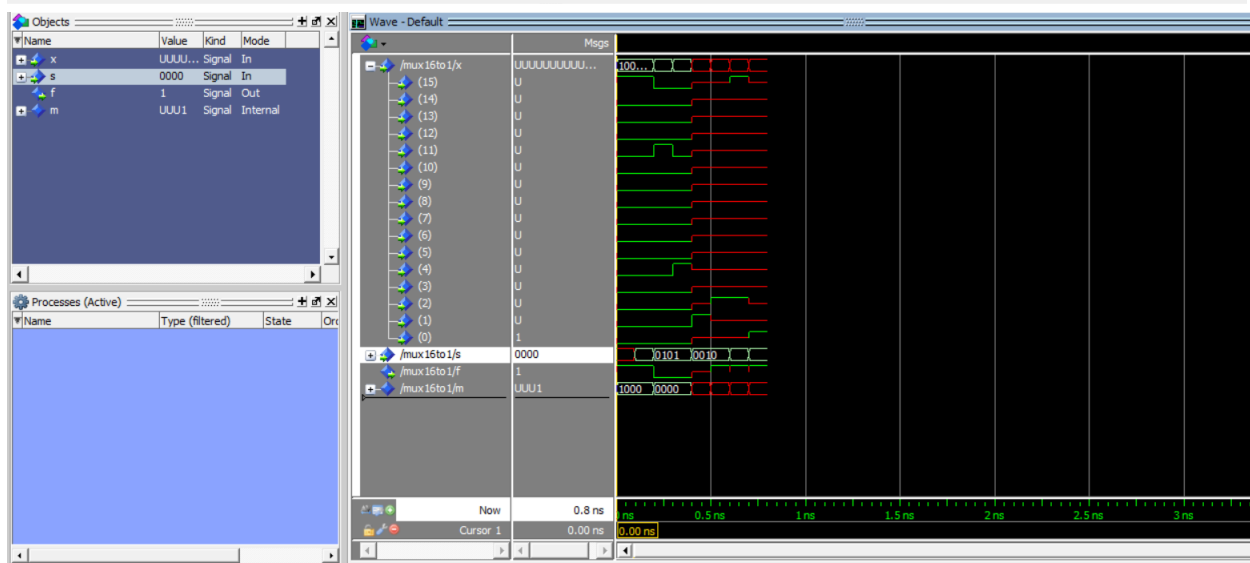 Objects
Name Value Kind Mode
x UUUU... Signal In
s 0000 Signal In
f 1 Signal Out
m UUU1 Signal Internal
Processes (Active)
Name Type (filtered) State Orc
Wave - Default
Msgs
/mux16to1/x UUUUUUUUUU... 100...
(15) U
(14) U
(13) U
(12) U
(11) U
(10) U
(9) U
(8) U
(7) U
(6) U
(5) U
(4) U
(3) U
(2) U
(1) U
(0) 1
/mux16to1/s 0000 0101 0010
/mux16to1/f 1
/mux16to1/m UUU1 1000 0000
Now 0.8 ns ns 0.5 ns 1 ns 1.5 ns 2 ns 2.5 ns 3 ns
Cursor 1 0.00 ns 0.00 ns